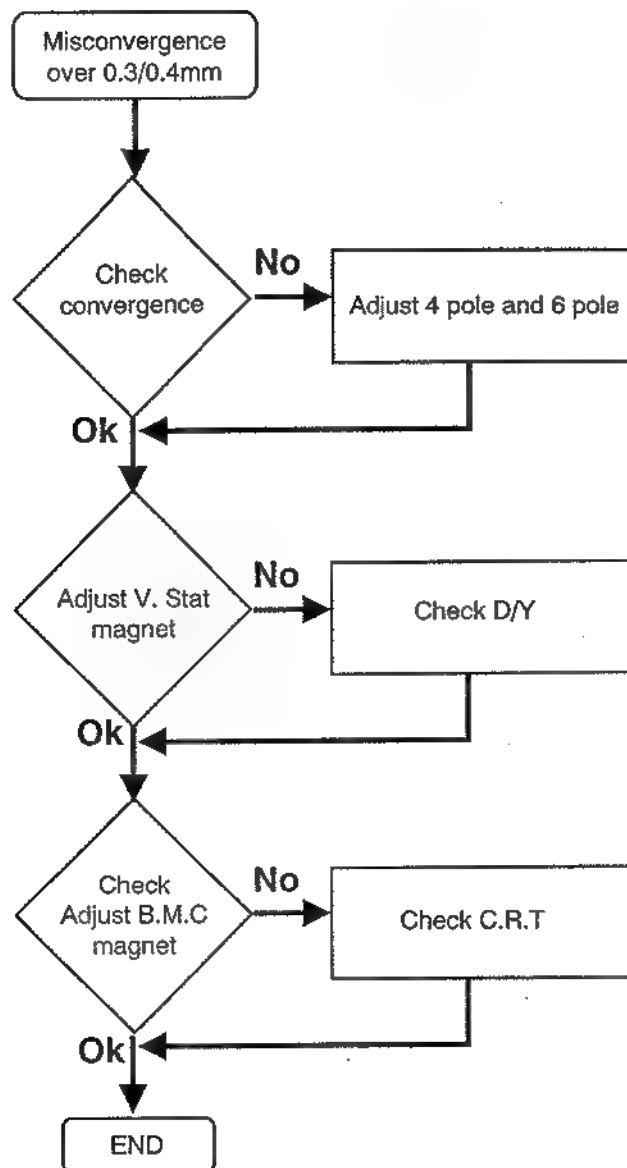 Misconvergence
over 0.3/0.4mm
Check
convergence
No
Adjust 4 pole and 6 pole
Ok
Adjust V. Stat
magnet
No
Check D/Y
Ok
Check
Adjust B.M.C
magnet
No
Check C.R.T
Ok
END